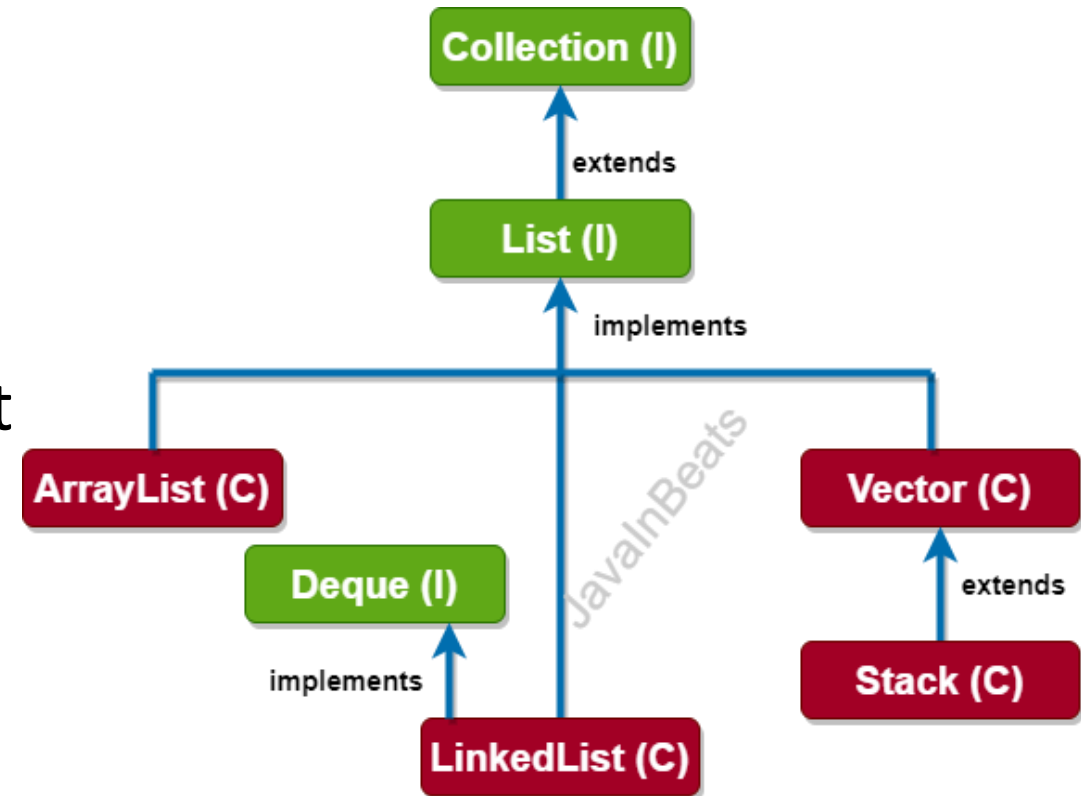 Collection (I)
extends
List (I)
implements
t
ArrayList (C)
Vector (C)
JavaInBeats
Deque (I)
extends
implements
Stack (C)
LinkedList (C)